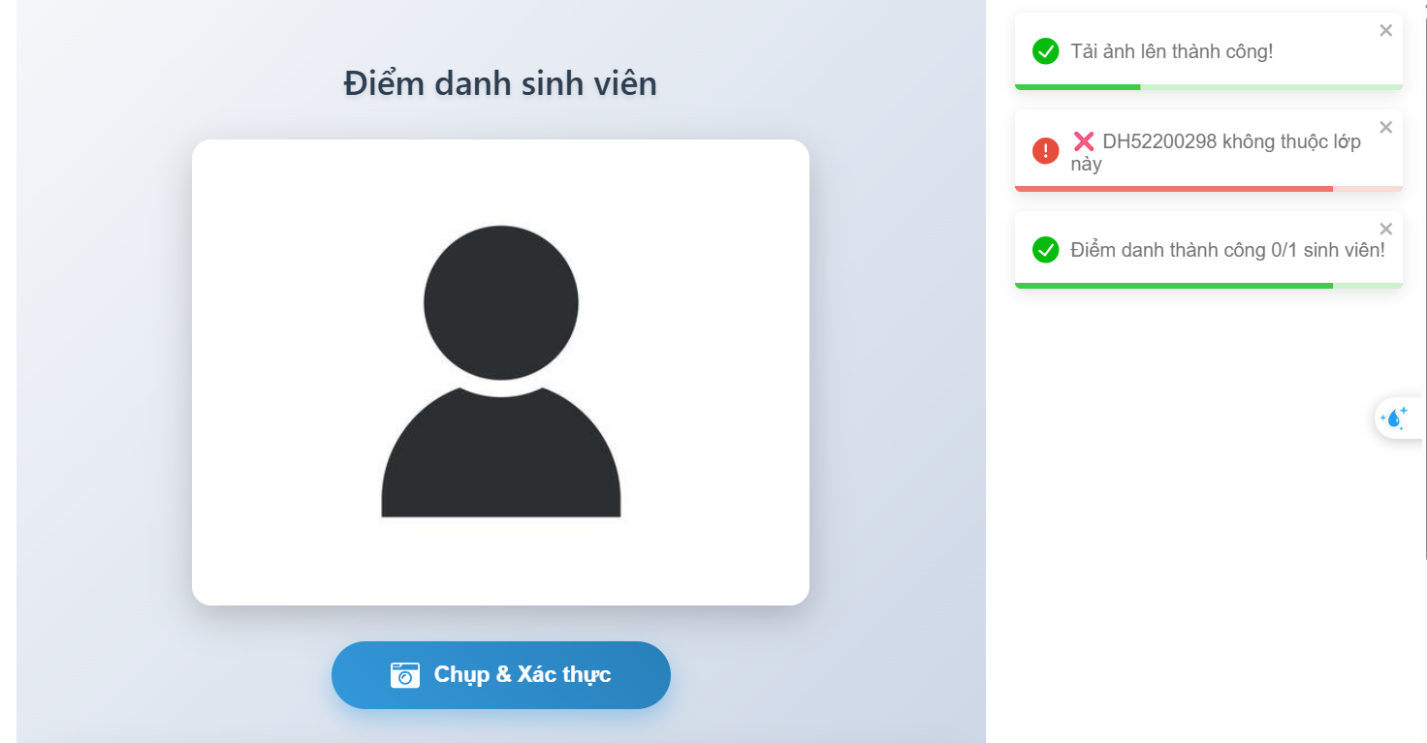 Điểm danh sinh viên
Chụp & Xác thực
Tải ảnh lên thành công!
❌ DH52200298 không thuộc lớp
này
Điểm danh thành công 0/1 sinh viên!